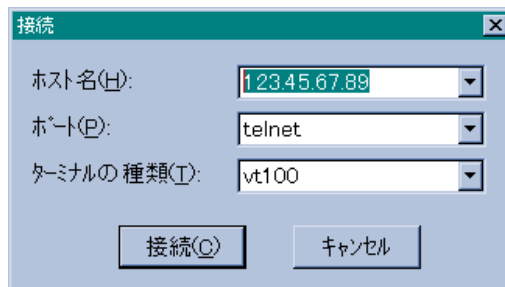 接続
ホスト名(H): 123.45.67.89
ポート(P): telnet
ターミナルの種類(T): vt100
接続(C) キャンセル